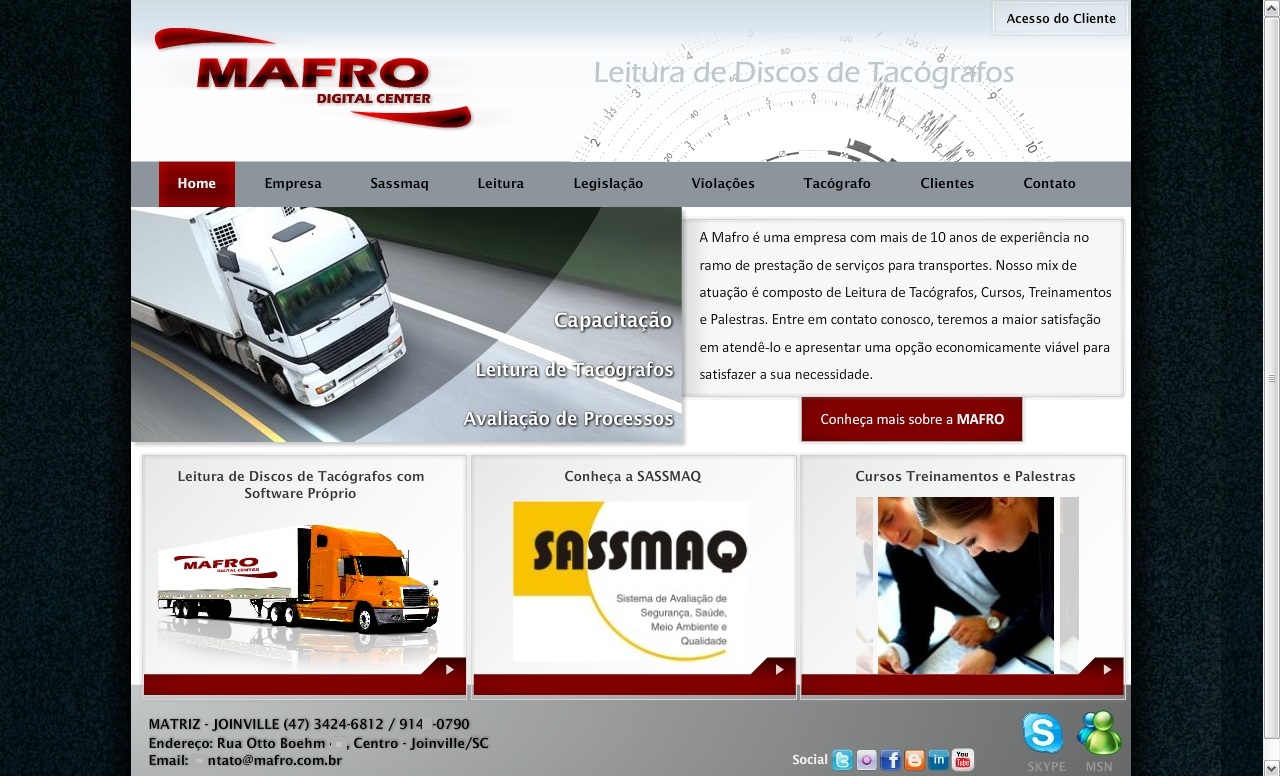 Acesso do Cliente
MAFRO
DIGITAL CENTER
Leitura de Discos de Tacógrafos
Home Empresa Sassmaq Leitura Legislação Violações Tacógrafo Clientes Contato
Capacitação
Leitura de Tacógrafos
Avaliação de Processos
A Mafro é uma empresa com mais de 10 anos de experiência no
ramo de prestação de serviços para transportes. Nosso mix de
atuação é composto de Leitura de Tacógrafos, Cursos, Treinamentos
e Palestras. Entre em contato conosco, teremos a maior satisfação
em atendê-lo e apresentar uma opção economicamente viável para
satisfazer a sua necessidade.
Conheça mais sobre a MAFRO
Leitura de Discos de Tacógrafos com
Software Próprio
MAFRO
DIGITAL CENTER
Conheça a SASSMAQ
SASSMAQ
Sistema de Avaliação de
Segurança, Saúde,
Meio Ambiente e
Qualidade
Cursos Treinamentos e Palestras
MATRIZ - JOINVILLE (47) 3424-6812 / 914 -0790
Endereço: Rua Otto Boehm , Centro - Joinville/SC
Email: ntato@mafro.com.br
Social
You Tube
SKYPE MSN